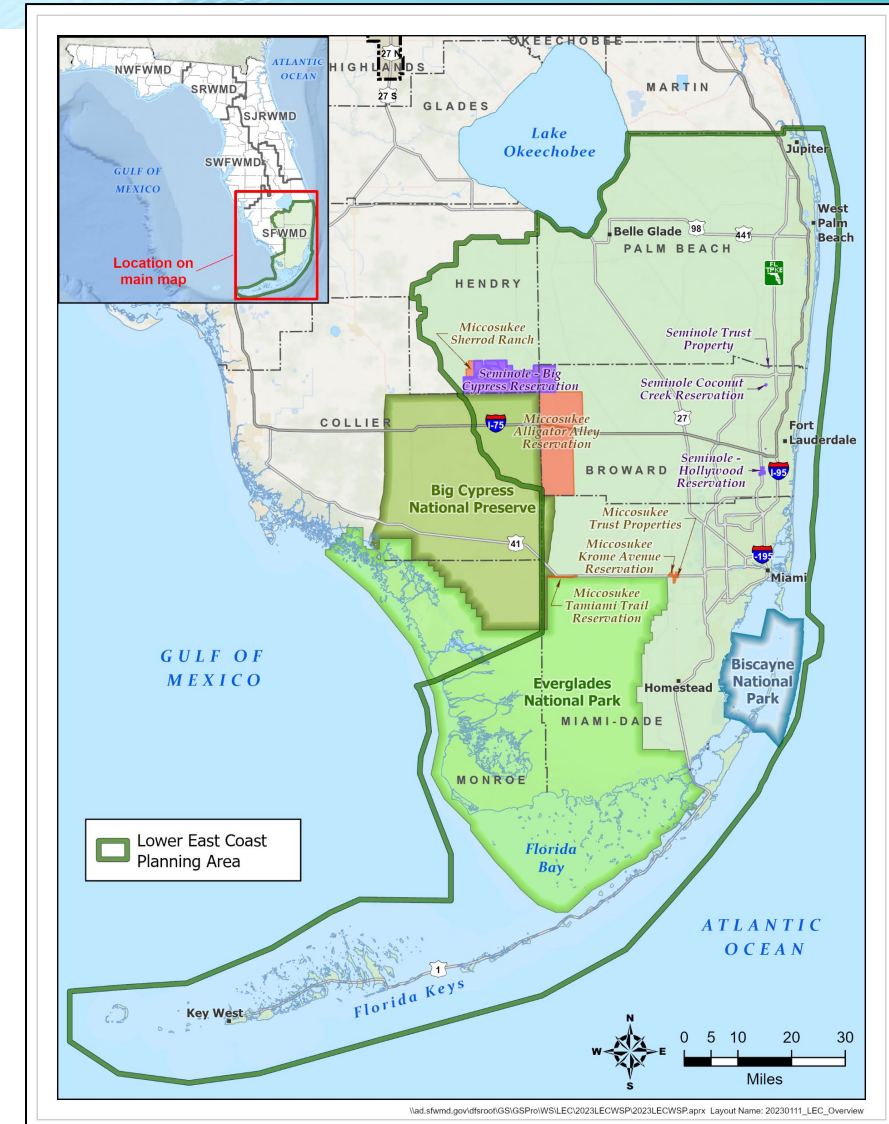 NWFWMD
SRWMD
SJRWMD
SWFWMD
SFWMD
ATLANTIC
OCEAN
GULF OF
MEXICO
Location on
main map
OKEECHOBEE
27 N
HIGHLANDS
27 S
GLADES
MARTIN
Lake
Okeechobee
Jupiter
West
Palm
Beach
Belle Glade
98
441
PALM BEACH
FL
TPKE
HENDRY
Miccosukee
Sherrod Ranch
Seminole Trust
Property
Seminole - Big
Cypress Reservation
Seminole Coconut
Creek Reservation
COLLIER
I-75
Miccosukee
Alligator Alley
Reservation
27
Fort
Lauderdale
BROWARD
Seminole -
Hollywood
Reservation
I-95
Big Cypress
National Preserve
Miccosukee
Trust Properties
41
Miccosukee
Krone Avenue
Reservation
I-195
Miami
Miccosukee
Tamiami Trail
Reservation
GULF OF
MEXICO
Biscayne
National
Park
Everglades
National Park
Homestead
MIAMI-DADE
MONROE
Lower East Coast
Planning Area
Florida
Bay
ATLANTIC
OCEAN
1
Florida Keys
Key West
N
W
E
S
0 5 10 20 30
Miles
\\ad.sfwmd.gov\dfsroot\GS\GSPro\WS\LEC\2023LECWSP\2023LECWSP.aprx Layout Name: 20230111_LEC_Overview